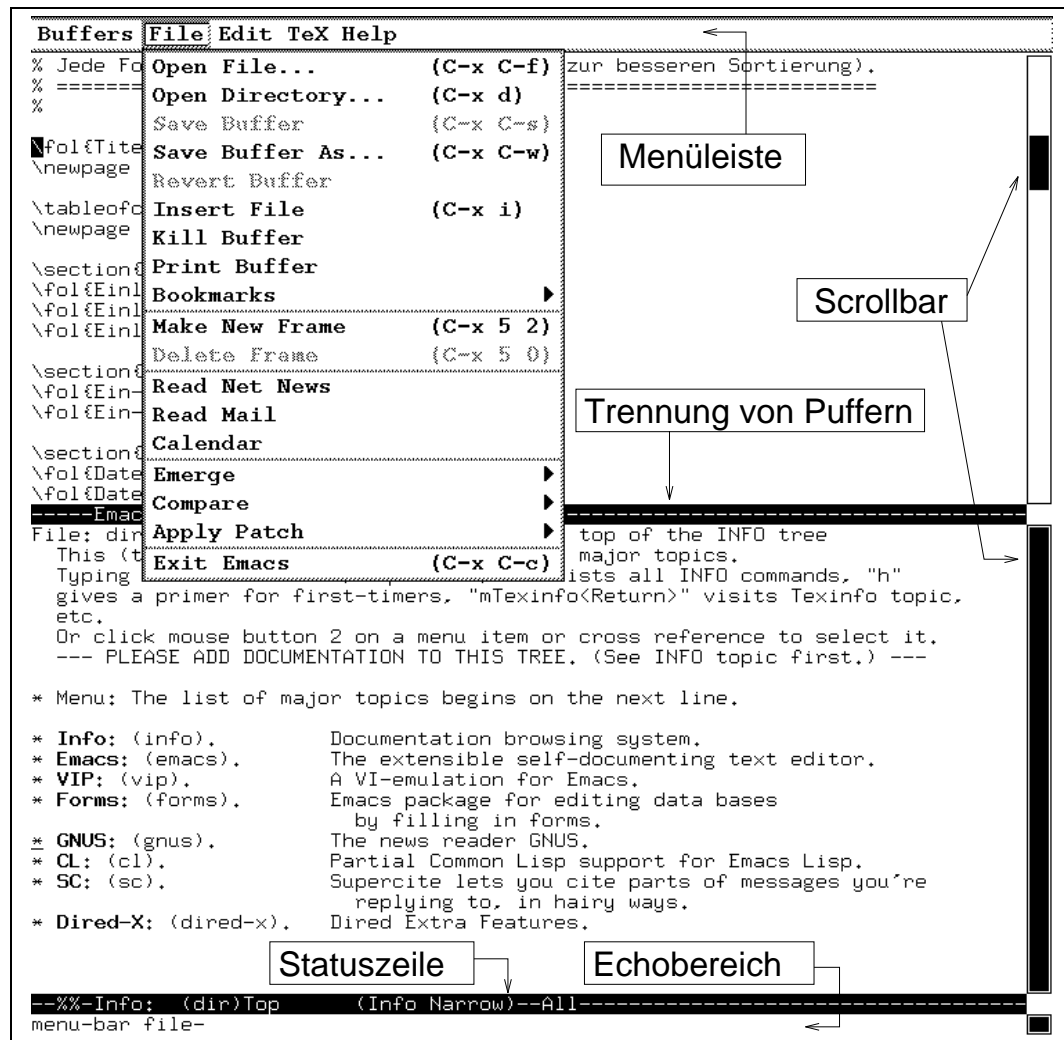 Buffers File Edit TeX Help
% Jede Fo
zur besseren Sortierung).
% =======
=========================
%
\fol{Tite
\newpage
\tableofc
\newpage
\section{
\fol{Einl
\fol{Einl
\fol{Einl
\section{
\fol{Ein-
\fol{Ein-
\section{
\fol{Date
\fol{Date
-----Emac
Open File... (C-x C-f)
Open Directory... (C-x d)
Save Buffer (C-x C-s)
Save Buffer As... (C-x C-w)
Revert Buffer
Insert File (C-x i)
Kill Buffer
Print Buffer
Bookmarks
Make New Frame (C-x 5 2)
Delete Frame (C-x 5 0)
Read Net News
Read Mail
Calendar
Emerge
Compare
Apply Patch
Exit Emacs (C-x C-c)
Menüleiste
Scrollbar
Trennung von Puffern
File: dir
top of the INFO tree
This (t
major topics.
Typing
ists all INFO commands, "h"
gives a primer for first-timers, "mTexinfo<Return>" visits Texinfo topic,
etc.
Or click mouse button 2 on a menu item or cross reference to select it.
--- PLEASE ADD DOCUMENTATION TO THIS TREE. (See INFO topic first.) ---
* Menu: The list of major topics begins on the next line.
* Info: (info). Documentation browsing system.
* Emacs: (emacs). The extensible self-documenting text editor.
* VIP: (vip). A VI-emulation for Emacs.
* Forms: (forms). Emacs package for editing data bases
by filling in forms.
* GNUS: (gnus). The news reader GNUS.
* CL: (cl). Partial Common Lisp support for Emacs Lisp.
* SC: (sc). Supercite lets you cite parts of messages you're
replying to, in hairy ways.
* Dired-X: (dired-x). Dired Extra Features.
Statuszeile
Echobereich
--%%-Info: (dir)Top (Info Narrow)--All-----------------------------------
menu-bar file-